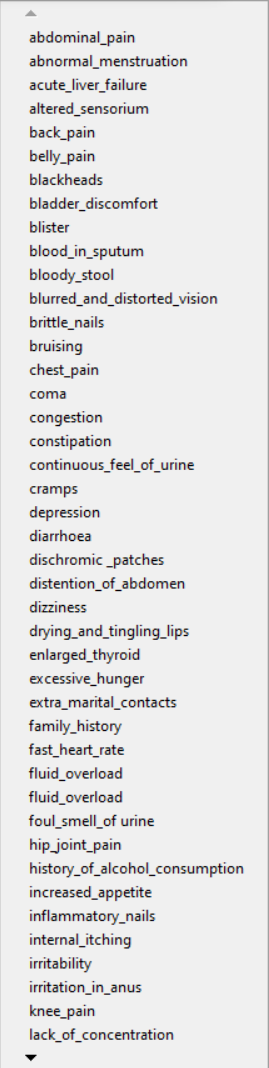 abdominal_pain
abnormal_menstruation
acute_liver_failure
altered_sensorium
back_pain
belly_pain
blackheads
bladder_discomfort
blister
blood_in_sputum
bloody_stool
blurred_and_distorted_vision
brittle_nails
bruising
chest_pain
coma
congestion
constipation
continuous_feel_of_urine
cramps
depression
diarrhoea
dischromic _patches
distention_of_abdomen
dizziness
drying_and_tingling_lips
enlarged_thyroid
excessive_hunger
extra_marital_contacts
family_history
fast_heart_rate
fluid_overload
fluid_overload
foul_smell_of urine
hip_joint_pain
history_of_alcohol_consumption
increased_appetite
inflammatory_nails
internal_itching
irritability
irritation_in_anus
knee_pain
lack_of_concentration